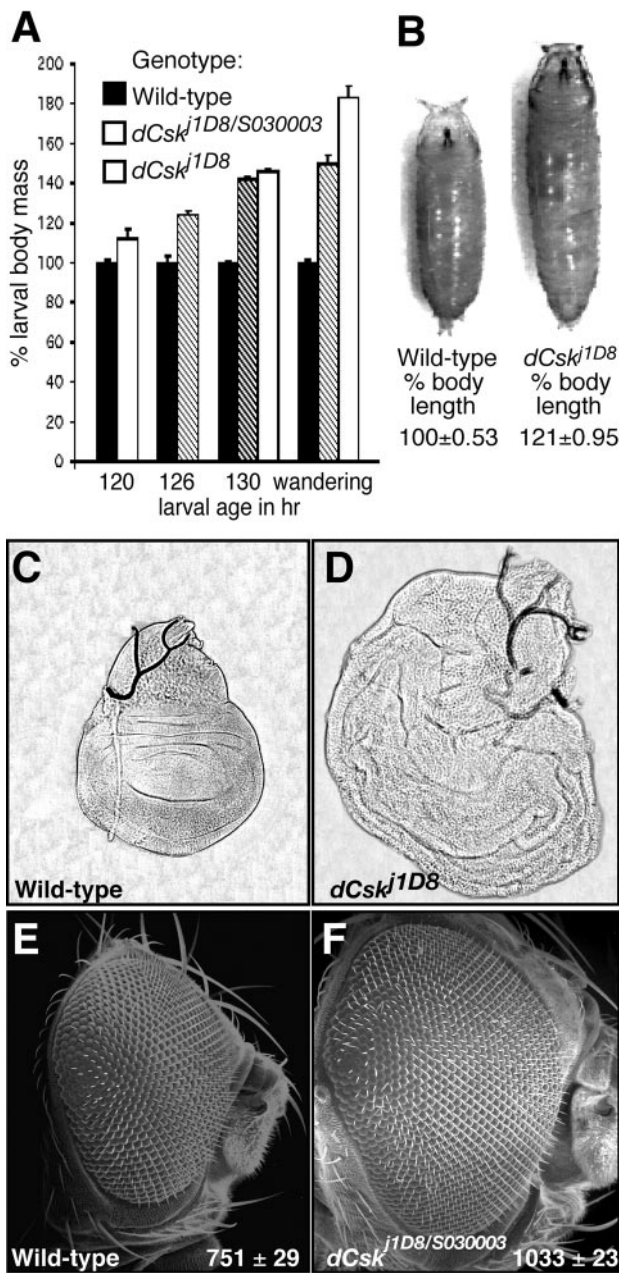 A
Genotype:
Wild-type
dCsk j1D8/S030003
dCsk j1D8
% larval body mass
200
180
160
140
120
100
80
60
40
20
0
120 126 130 wandering
larval age in hr
B
Wild-type
% body
length
100±0.53
dCsk j1D8
% body
length
121±0.95
C
Wild-type
D
dCsk j1D8
E
Wild-type 751 ± 29
F
dCsk j1D8/S030003 1033 ± 23